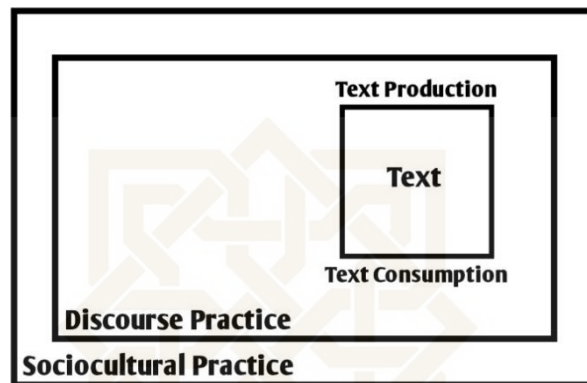 Text Production
Text
Text Consumption
Discourse Practice
Sociocultural Practice